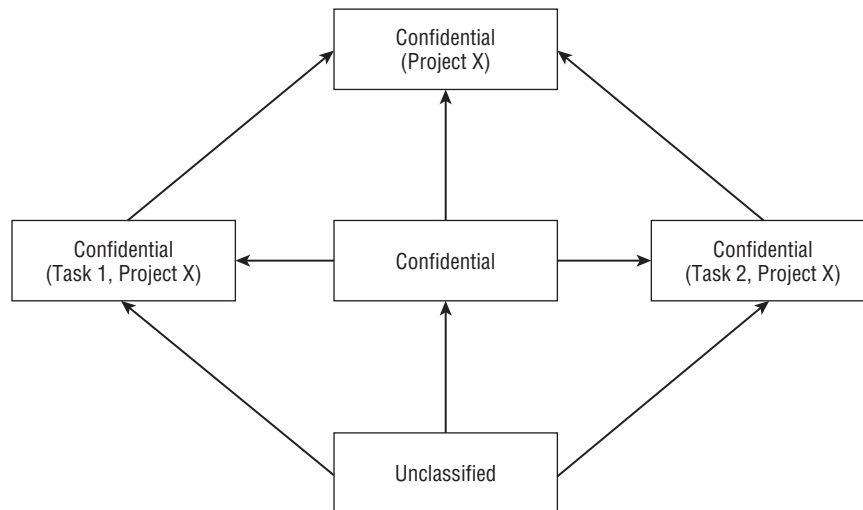 Confidential
(Project X)
Confidential
(Task 1, Project X)
Confidential
Confidential
(Task 2, Project X)
Unclassified